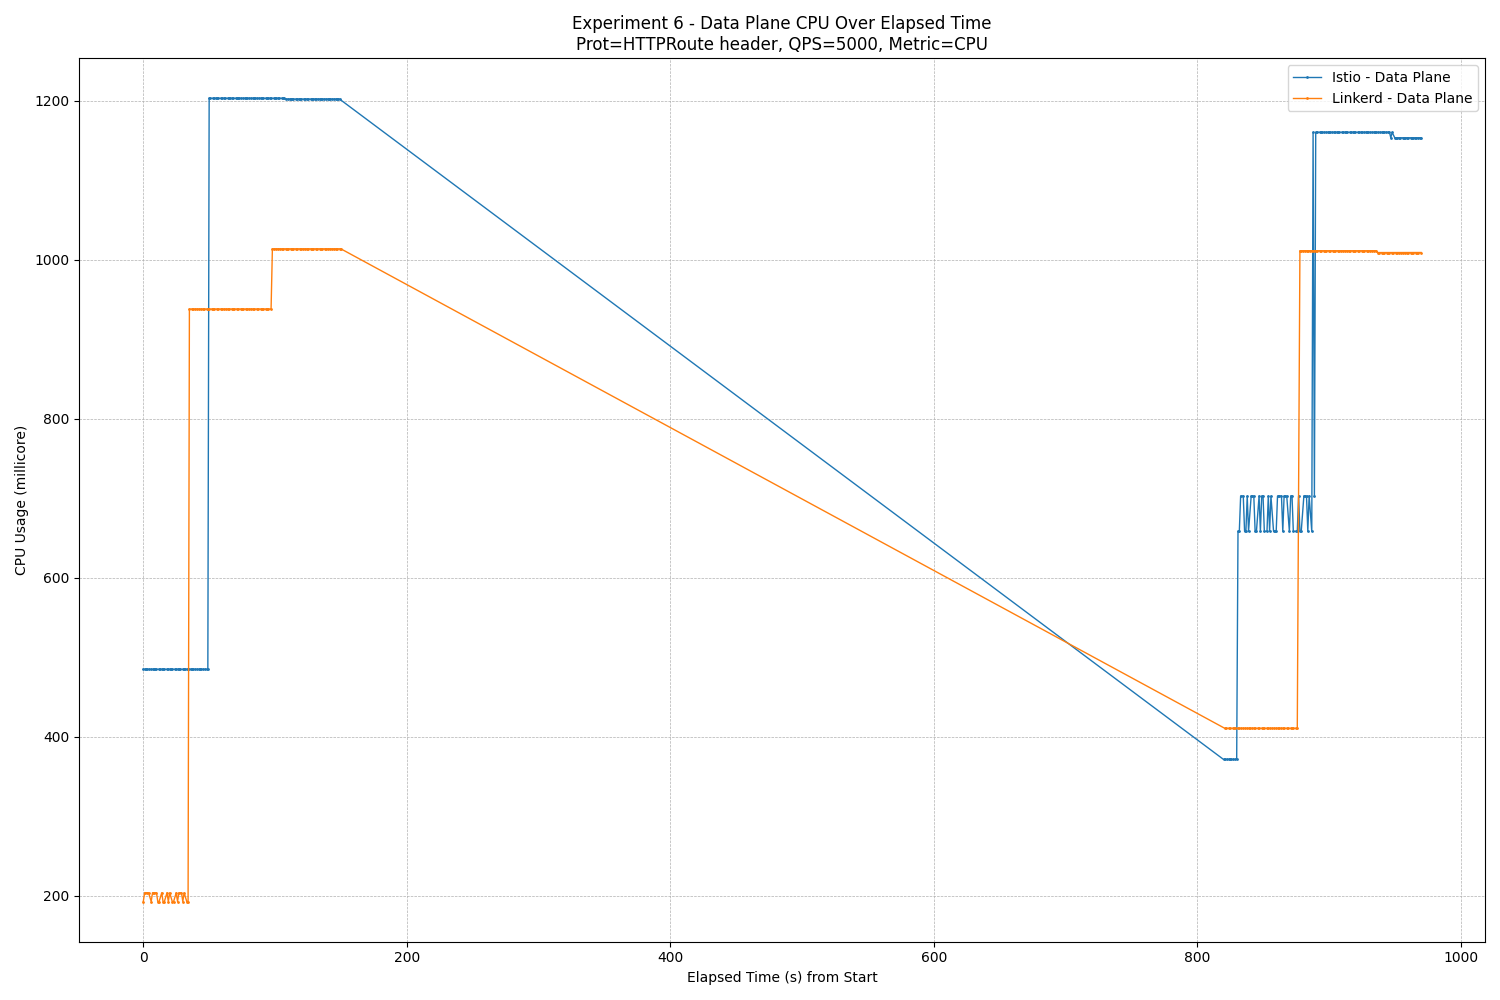 Experiment 6 - Data Plane CPU Over Elapsed Time
Prot=HTTPRoute header, QPS=5000, Metric=CPU
Istio - Data Plane
Linkerd - Data Plane
CPU Usage (millicore)
1200
1000
800
600
400
200
0
200
400
600
800
1000
Elapsed Time (s) from Start